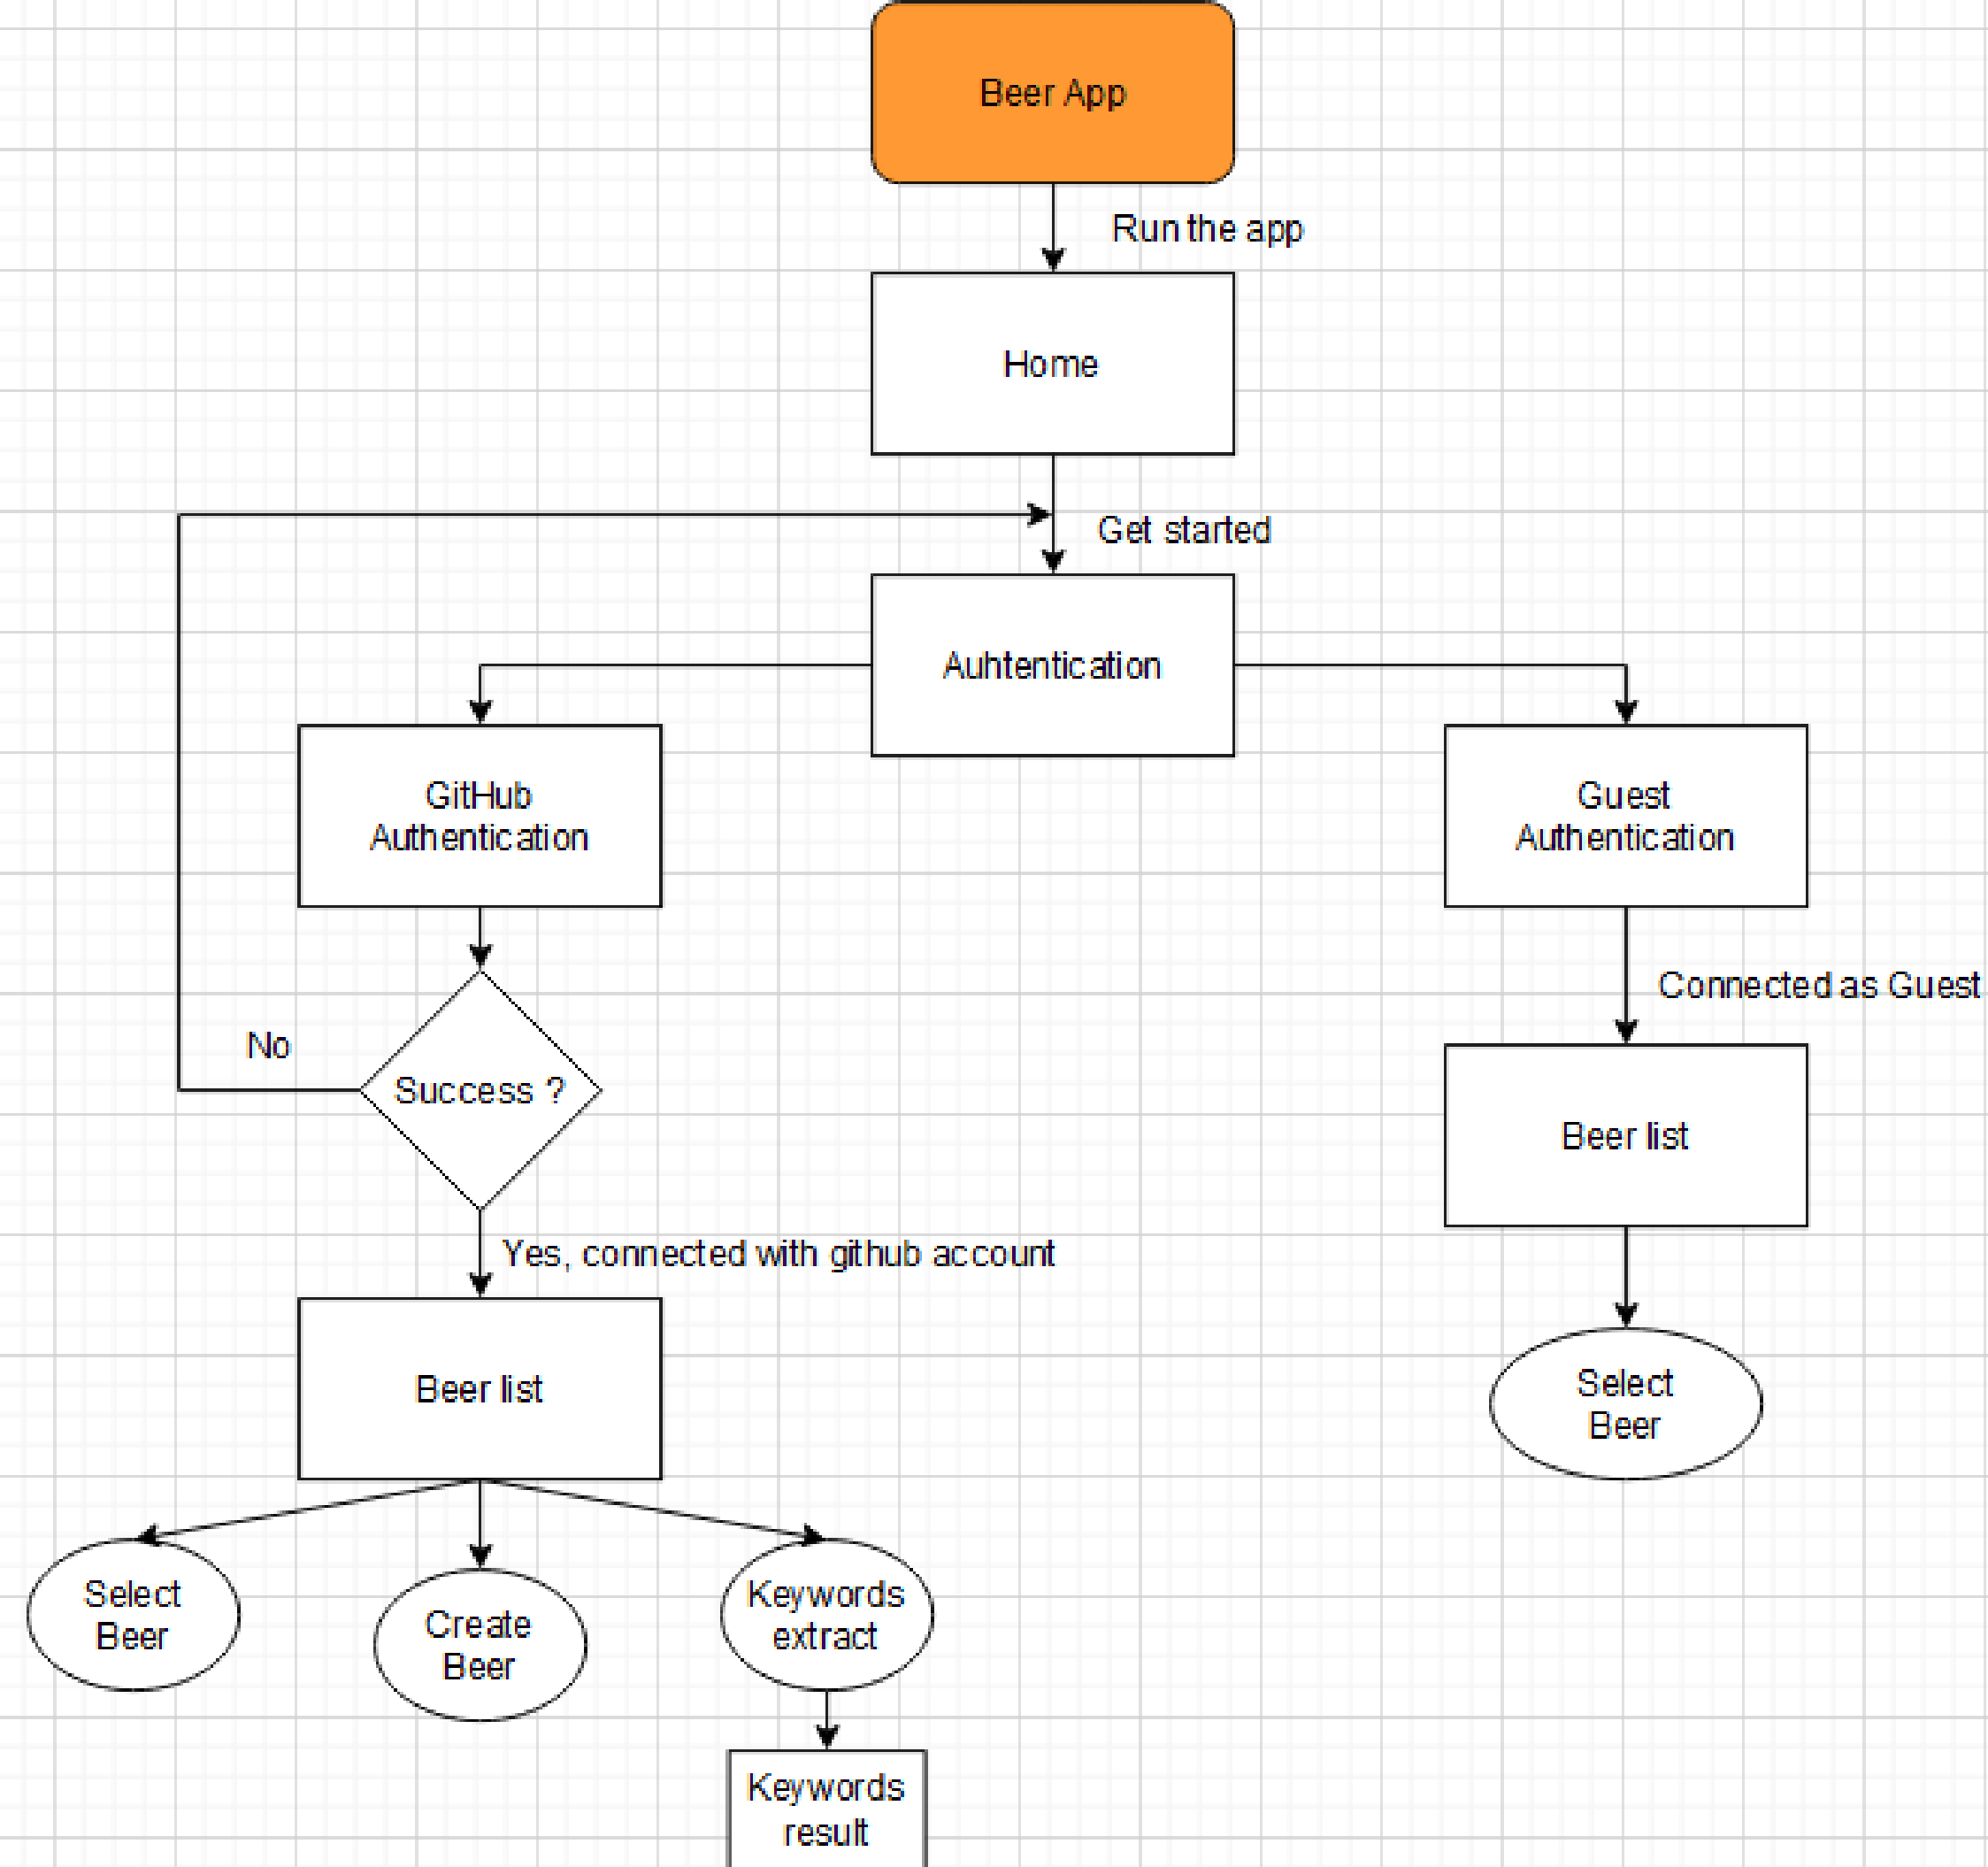 Beer App
Run the app
Home
Get started
Auhtentication
GitHub
Authentication
Guest
Authentication
Connected as Guest
No
Success ?
Beer list
Yes, connected with github account
Beer list
Select
Beer
Select
Beer
Create
Beer
Keywords
extract
Keywords
result